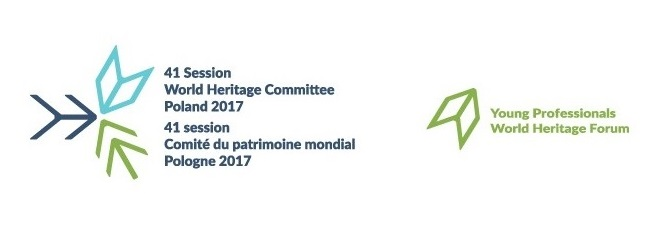 41 Session
World Heritage Committee
Poland 2017
41 session
Comité du patrimoine mondial
Pologne 2017
Young Professionals
World Heritage Forum